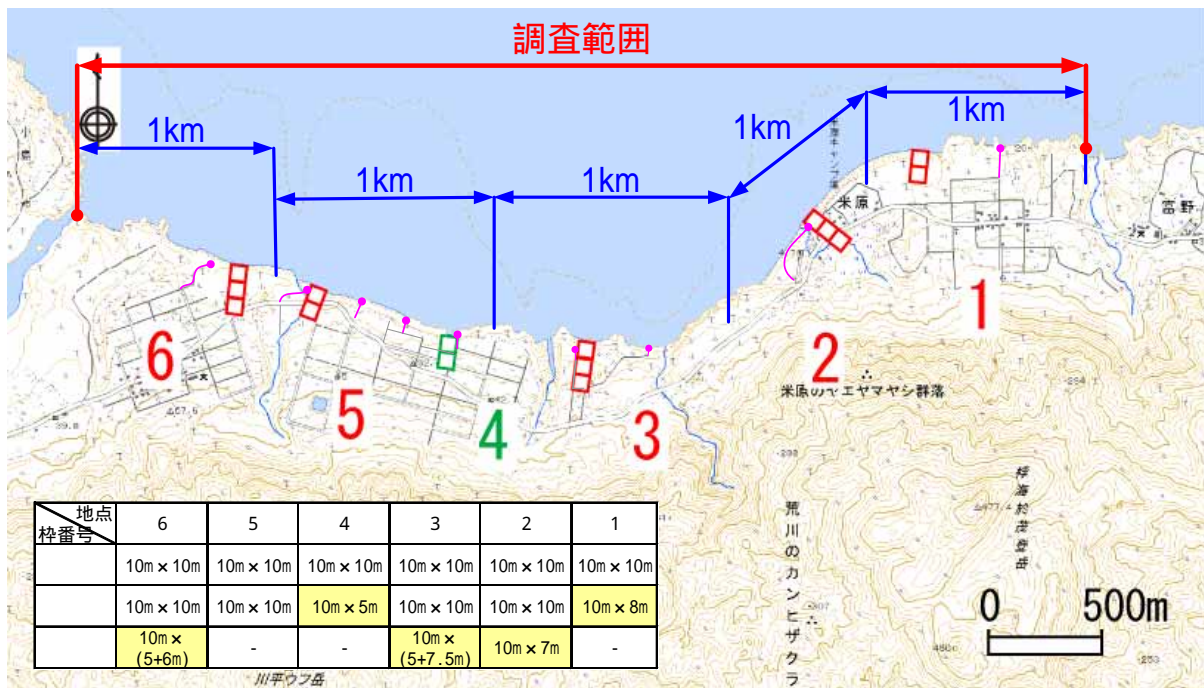 調査範囲
1km
1km
1km
1km
1km
米原
富野
1
2
3
4
5
6
米原のヤエヤマヤシ群落
荒川のカンヒザクラ
川平ウフ岳
39.8
0 500m
地点 6 5 4 3 2 1
枠番号
10m×10m 10m×10m 10m×10m 10m×10m 10m×10m 10m×10m
10m×10m 10m×10m 10m×5m 10m×10m 10m×10m 10m×8m
10m×(5+6m) - - 10m×(5+7.5m) 10m×7m -